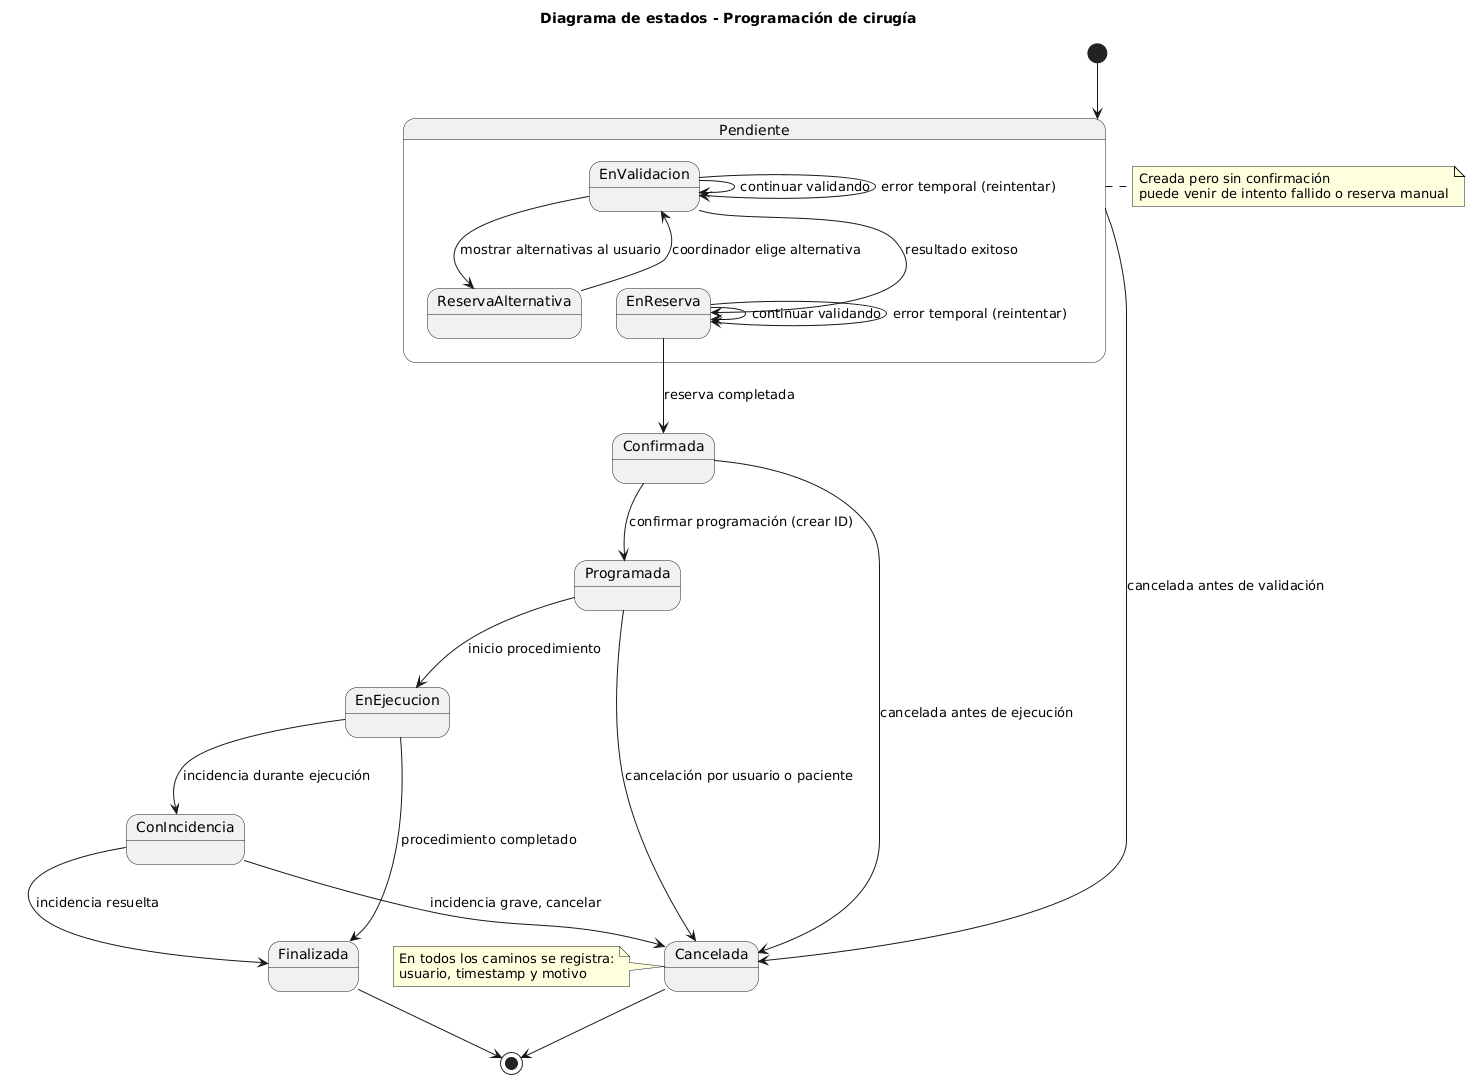 Diagrama de estados - Programación de cirugía
Pendiente
EnValidacion
continuar validando
error temporal (reintentar)
Creada pero sin confirmación
puede venir de intento fallido o reserva manual
mostrar alternativas al usuario
coordinador elige alternativa
resultado exitoso
ReservaAlternativa
EnReserva
continuar validando
error temporal (reintentar)
reserva completada
Confirmada
confirmar programación (crear ID)
Programada
cancelada antes de validación
inicio procedimiento
EnEjecucion
cancelada antes de ejecución
incidencia durante ejecución
cancelación por usuario o paciente
ConIncidencia
procedimiento completado
incidencia resuelta
incidencia grave, cancelar
Finalizada
En todos los caminos se registra:
usuario, timestamp y motivo
Cancelada